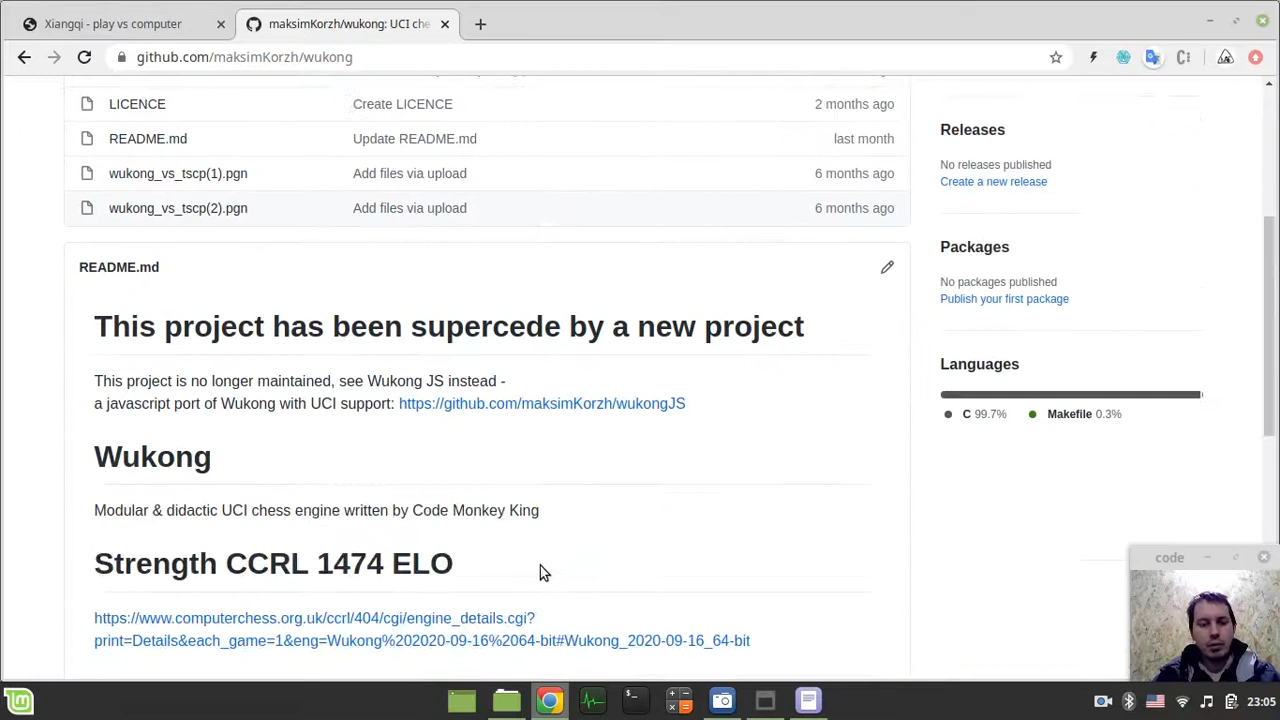 Xiangqi - play vs computer
maksimKorzh/wukong: UCI che
github.com/maksimKorzh/wukong
LICENCE Create LICENCE 2 months ago
README.md Update README.md last month
wukong_vs_tscp(1).pgn Add files via upload 6 months ago
wukong_vs_tscp(2).pgn Add files via upload 6 months ago
README.md
This project has been supercede by a new project
This project is no longer maintained, see Wukong JS instead -
a javascript port of Wukong with UCI support: https://github.com/maksimKorzh/wukongJS
Wukong
Modular & didactic UCI chess engine written by Code Monkey King
Strength CCRL 1474 ELO
https://www.computerchess.org.uk/ccrl/404/cgi/engine_details.cgi?
print=Details&each_game=1&eng=Wukong%202020-09-16%2064-bit#Wukong_2020-09-16_64-bit
Releases
No releases published
Create a new release
Packages
No packages published
Publish your first package
Languages
C 99.7% Makefile 0.3%
code
23:05